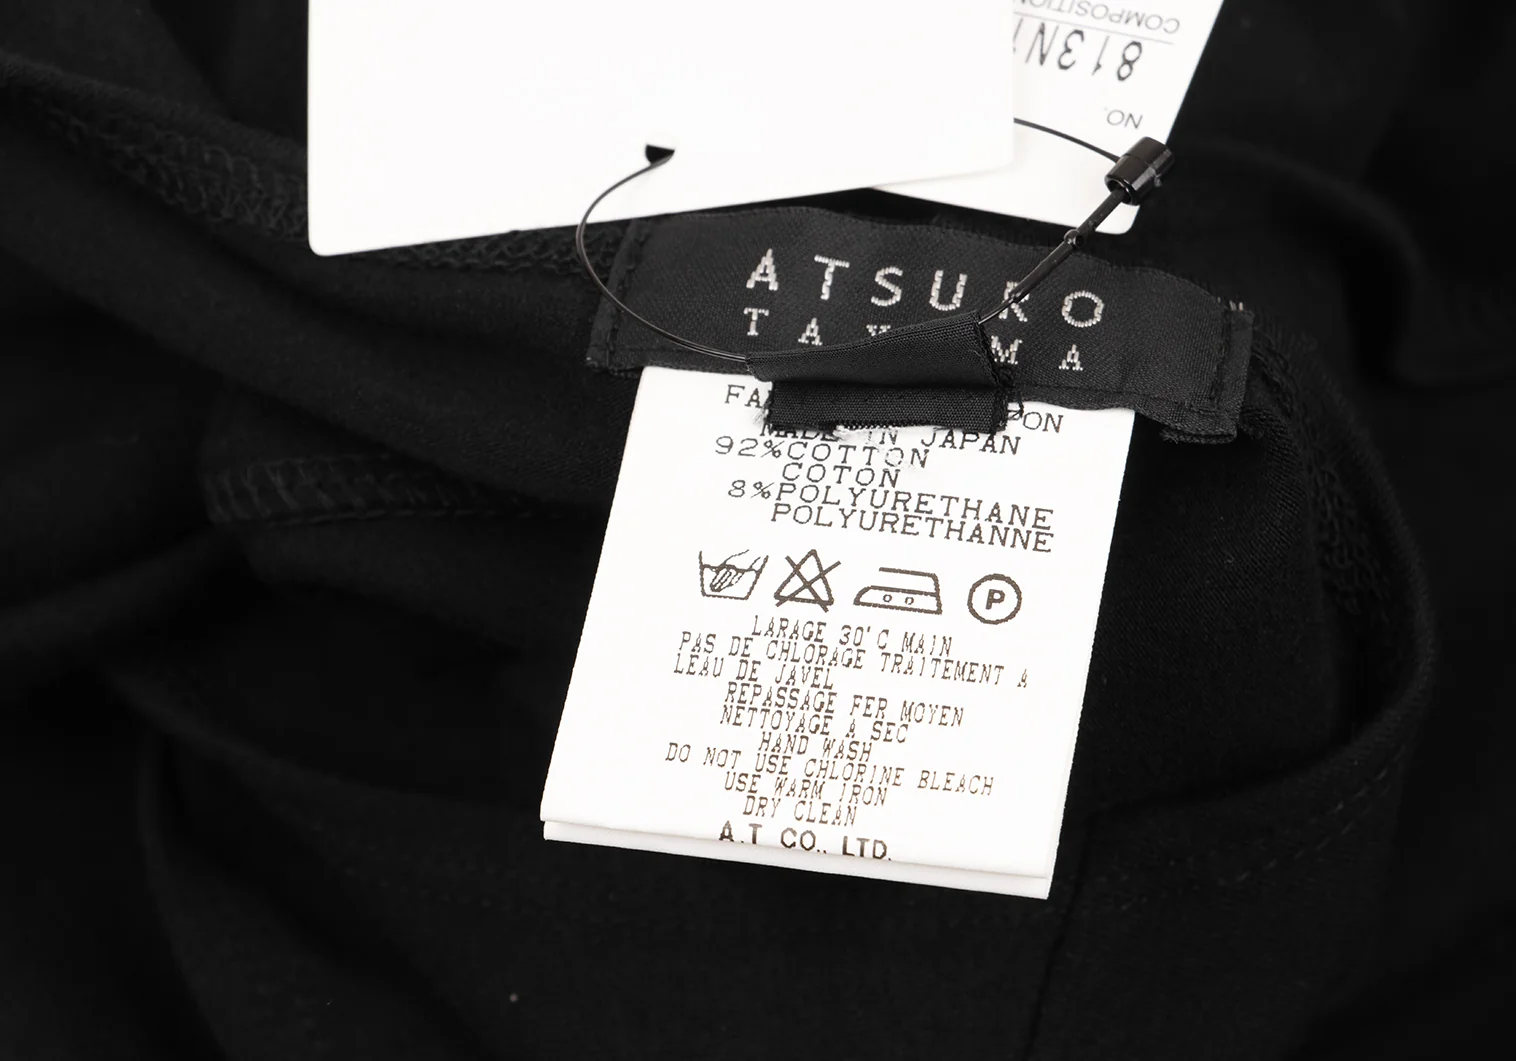 COMPOSITION
813N
NO.
ATSURO
TA MA
MADE IN JAPAN
92%COTTON
COTON
8%POLYURETHANE
POLYURETHANNE
P
LARAGE 30°C MAIN
PAS DE CHLORAGE TRAITEMENT A
LEAU DE JAVEL
REPASSAGE FER MOYEN
NETTOYAGE A SEC
HAND WASH
DO NOT USE CHLORINE BLEACH
USE WARM IRON
DRY CLEAN
A.T CO., LTD.